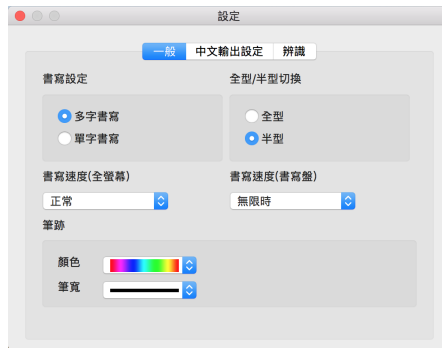 設定
一般 中文輸出設定 辨識
書寫設定 全型/半型切換
多字書寫 全型
單字書寫 半型
書寫速度(全螢幕) 書寫速度(書寫盤)
正常 無限時
筆跡
顏色
筆寬